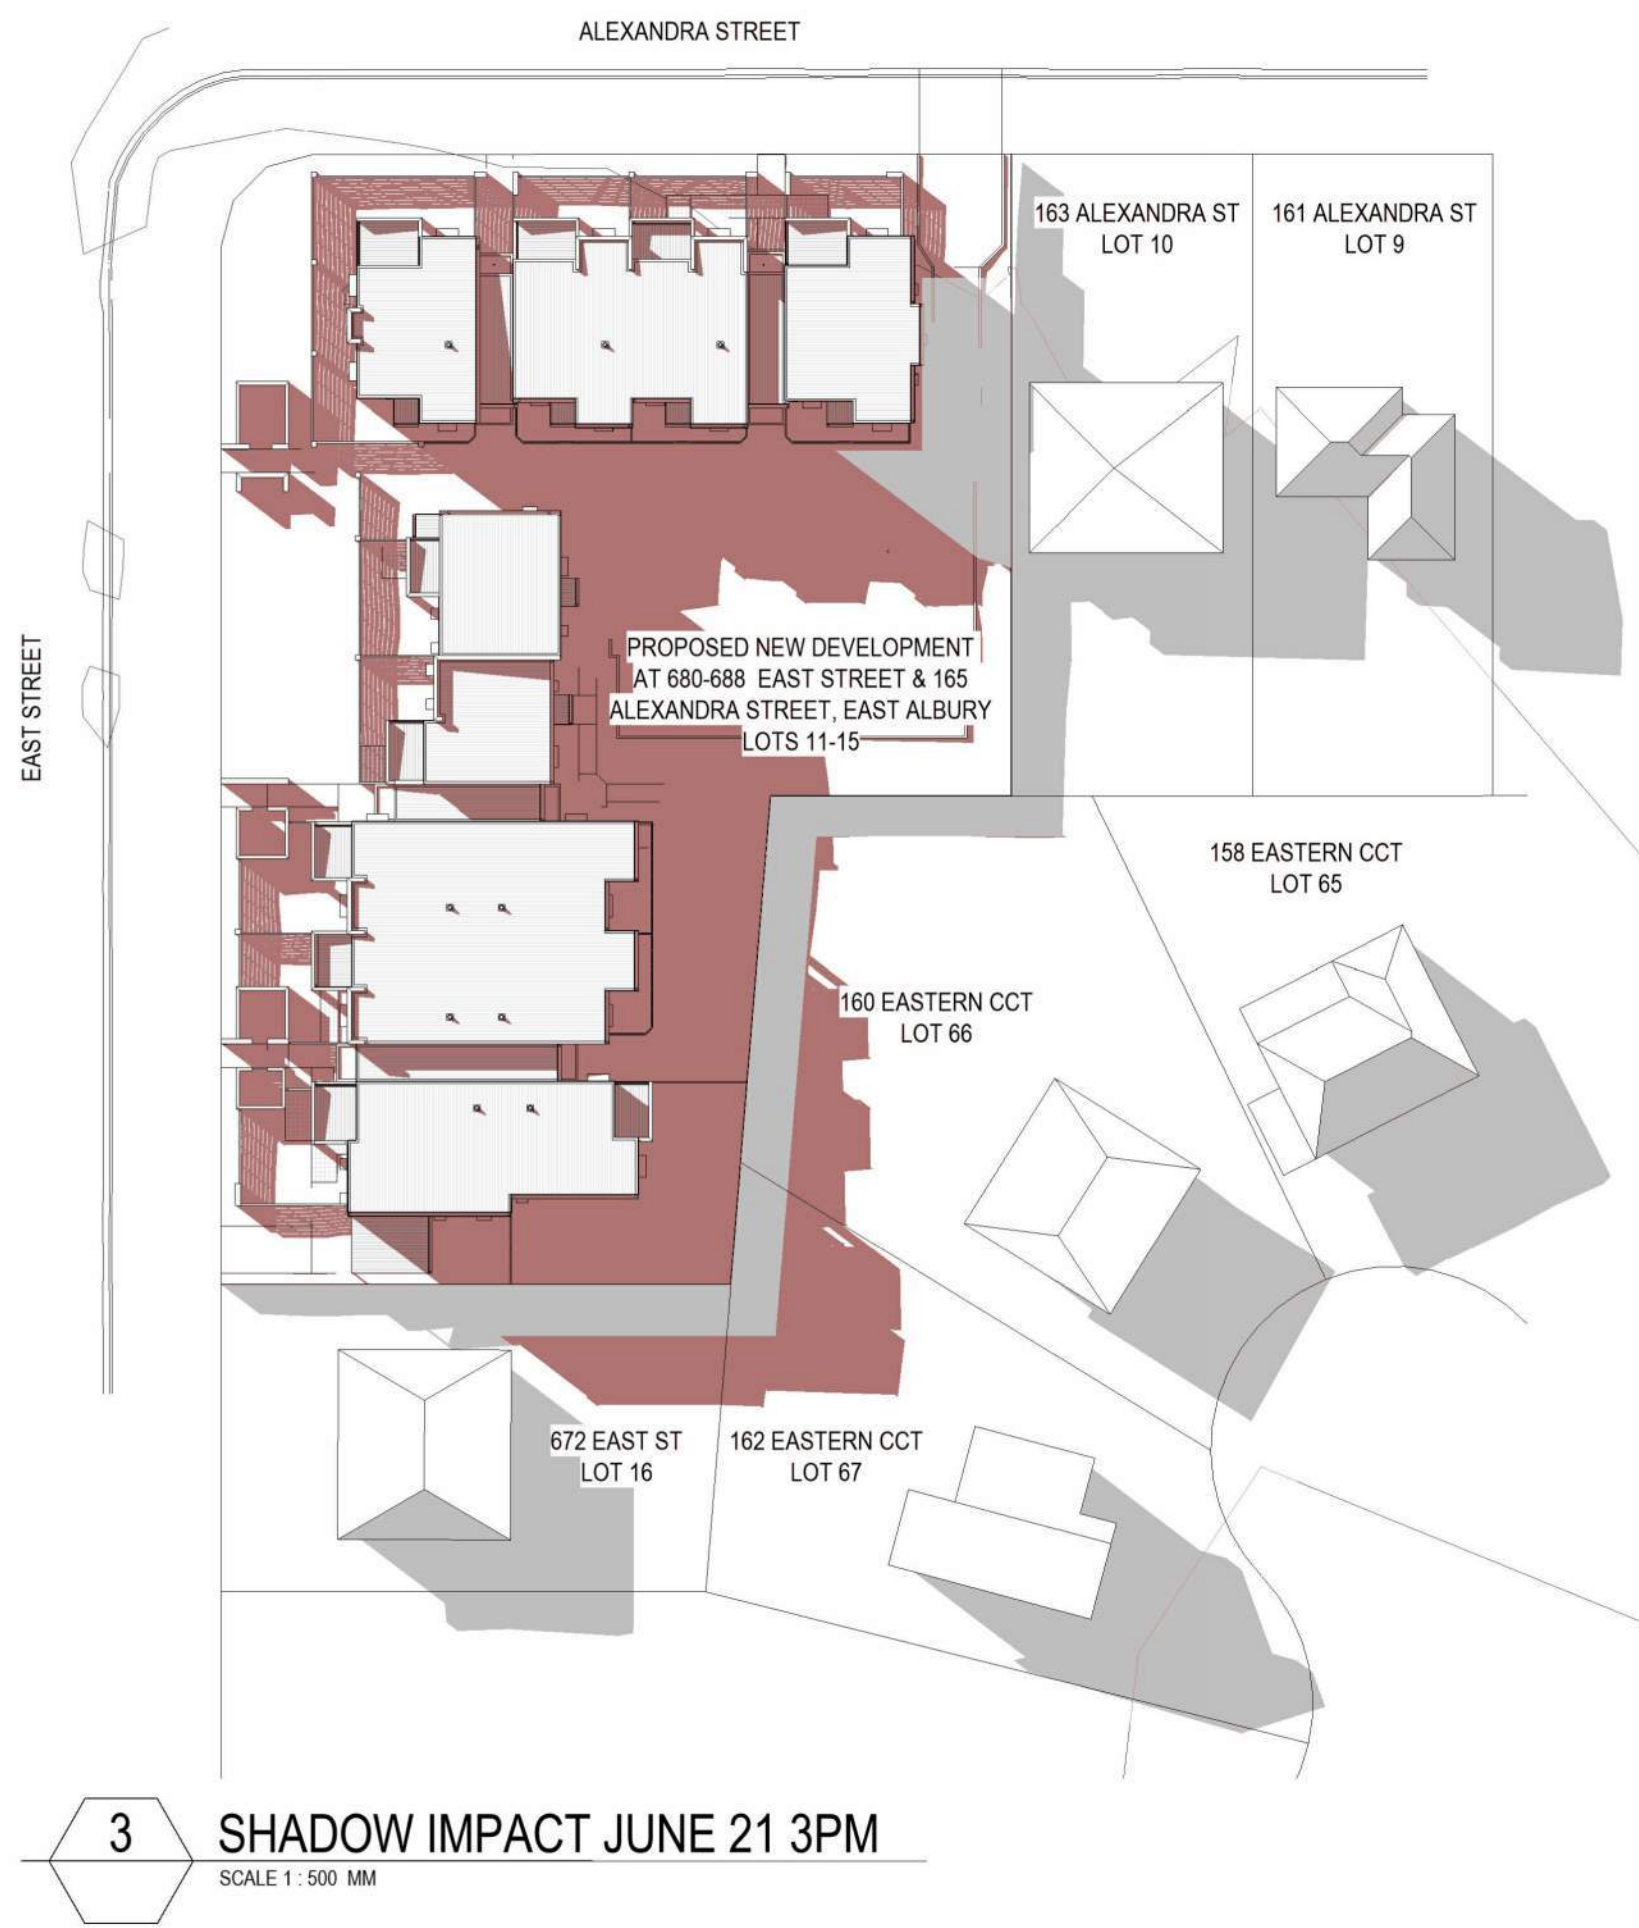 ALEXANDRA STREET
163 ALEXANDRA ST
LOT 10
161 ALEXANDRA ST
LOT 9
EAST STREET
PROPOSED NEW DEVELOPMENT
AT 680-688 EAST STREET & 165
ALEXANDRA STREET, EAST ALBURY
LOTS 11-15
158 EASTERN CCT
LOT 65
160 EASTERN CCT
LOT 66
672 EAST ST
LOT 16
162 EASTERN CCT
LOT 67
3
SHADOW IMPACT JUNE 21 3PM
SCALE 1 : 500 MM